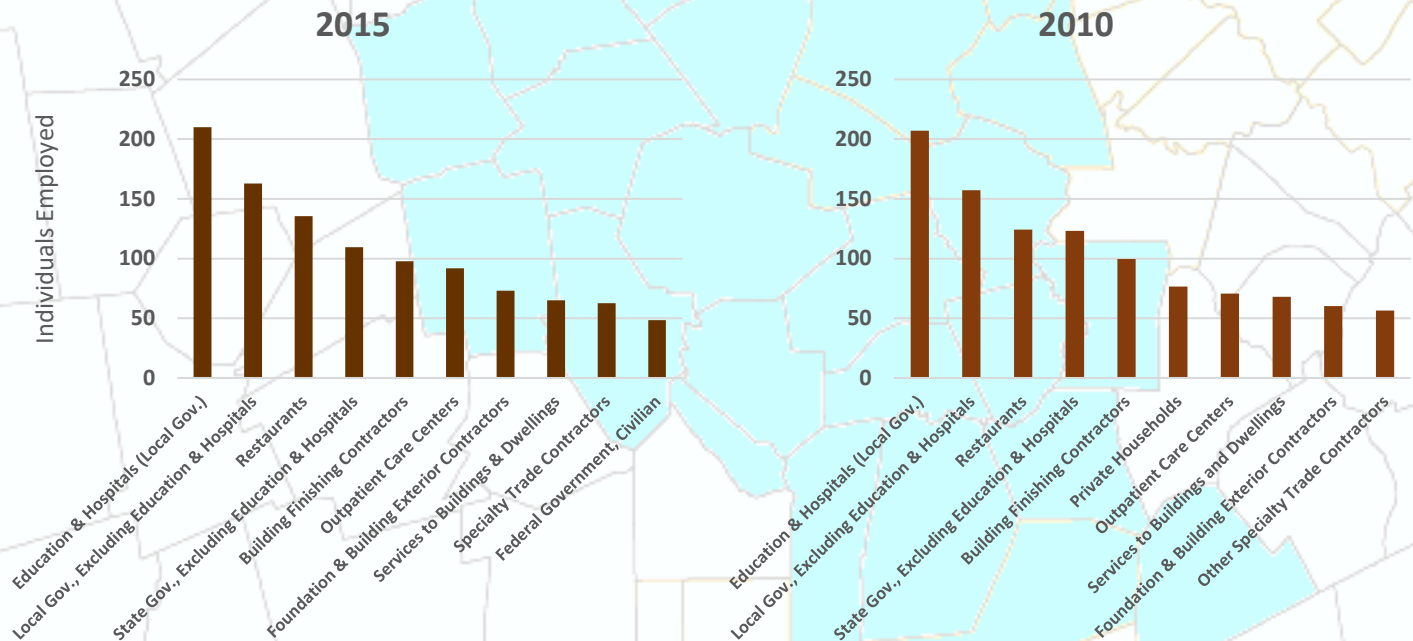 2015
2010
Individuals Employed
250
200
150
100
50
0
Education & Hospitals (Local Gov.)
Local Gov., Excluding Education & Hospitals
Restaurants
State Gov., Excluding Education & Hospitals
Building Finishing Contractors
Outpatient Care Centers
Foundation & Building Exterior Contractors
Services to Buildings & Dwellings
Specialty Trade Contractors
Federal Government, Civilian
250
200
150
100
50
0
Education & Hospitals (Local Gov.)
Local Gov., Excluding Education & Hospitals
Restaurants
State Gov., Excluding Education & Hospitals
Building Finishing Contractors
Private Households
Outpatient Care Centers
Services to Buildings and Dwellings
Foundation & Building Exterior Contractors
Other Specialty Trade Contractors